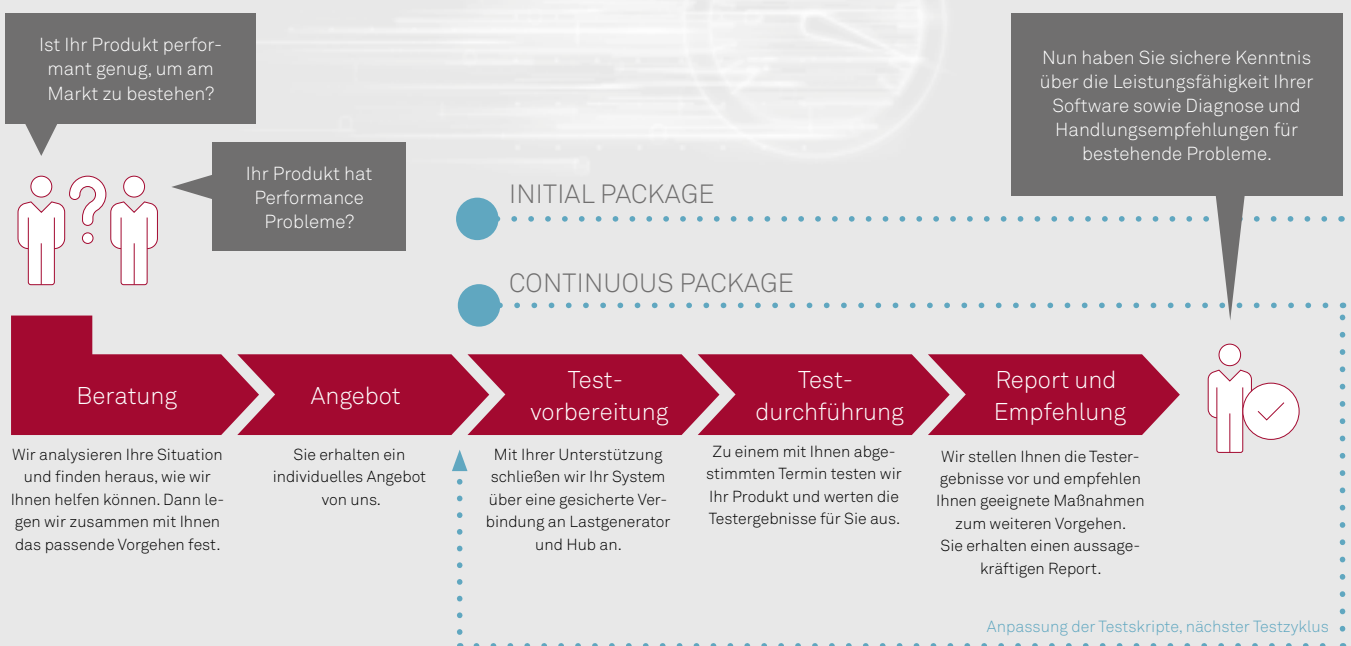 Ist Ihr Produkt perfor-
mant genug, um am
Markt zu bestehen?
Ihr Produkt hat
Performance
Probleme?
Nun haben Sie sichere Kenntnis
über die Leistungsfähigkeit Ihrer
Software sowie Diagnose und
Handlungsempfehlungen für
bestehende Probleme.
INITIAL PACKAGE
CONTINUOUS PACKAGE
Beratung
Wir analysieren Ihre Situation
und finden heraus, wie wir
Ihnen helfen können. Dann le-
gen wir zusammen mit Ihnen
das passende Vorgehen fest.
Angebot
Sie erhalten ein
individuelles Angebot
von uns.
Test-
vorbereitung
Mit Ihrer Unterstützung
schließen wir Ihr System
über eine gesicherte Ver-
bindung an Lastgenerator
und Hub an.
Test-
durchführung
Zu einem mit Ihnen abge-
stimmten Termin testen wir
Ihr Produkt und werten die
Testergebnisse für Sie aus.
Report und
Empfehlung
Wir stellen Ihnen die Tester-
gebnisse vor und empfehlen
Ihnen geeignete Maßnahmen
zum weiteren Vorgehen.
Sie erhalten einen aussage-
kräftigen Report.
Anpassung der Testskripte, nächster Testzyklus